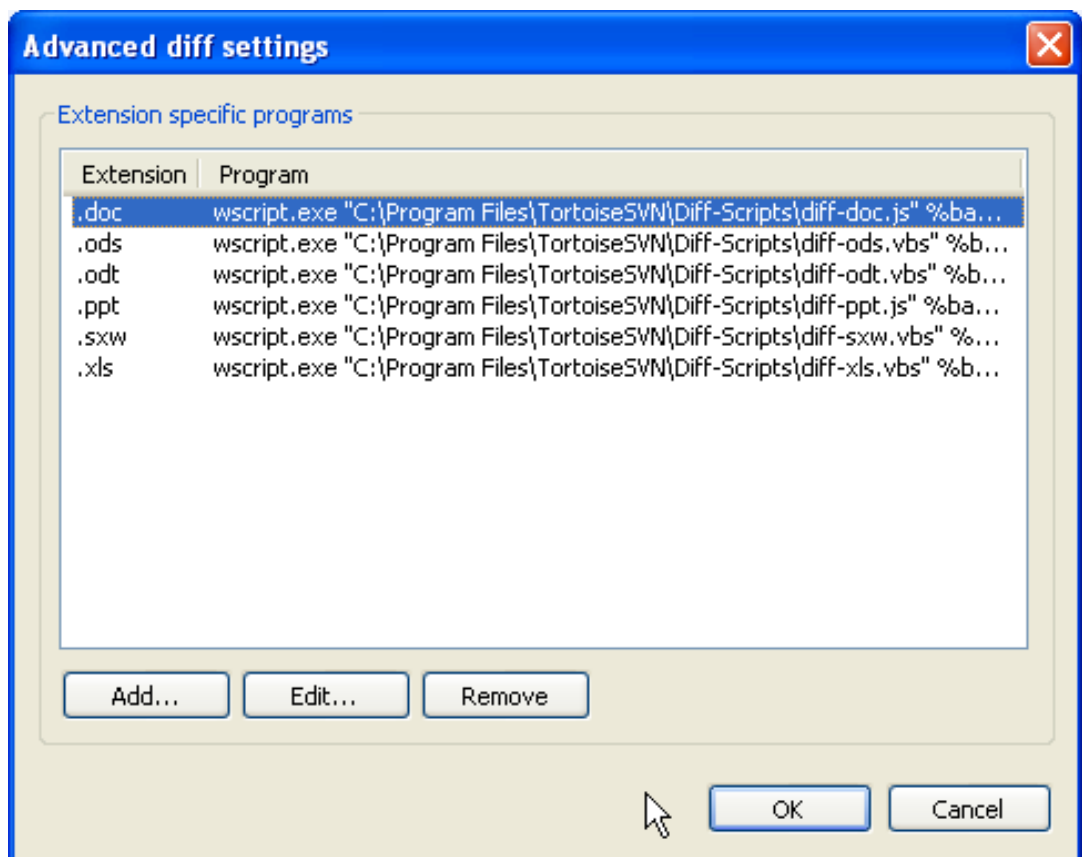 Advanced diff settings
Extension specific programs
Extension Program
.doc wscript.exe "C:\Program Files\TortoiseSVN\Diff-Scripts\diff-doc.js" %ba...
.ods wscript.exe "C:\Program Files\TortoiseSVN\Diff-Scripts\diff-ods.vbs" %b...
.odt wscript.exe "C:\Program Files\TortoiseSVN\Diff-Scripts\diff-odt.vbs" %b...
.ppt wscript.exe "C:\Program Files\TortoiseSVN\Diff-Scripts\diff-ppt.js" %ba...
.sxw wscript.exe "C:\Program Files\TortoiseSVN\Diff-Scripts\diff-sxw.vbs" %...
.xls wscript.exe "C:\Program Files\TortoiseSVN\Diff-Scripts\diff-xls.vbs" %b...
Add... Edit... Remove
OK Cancel